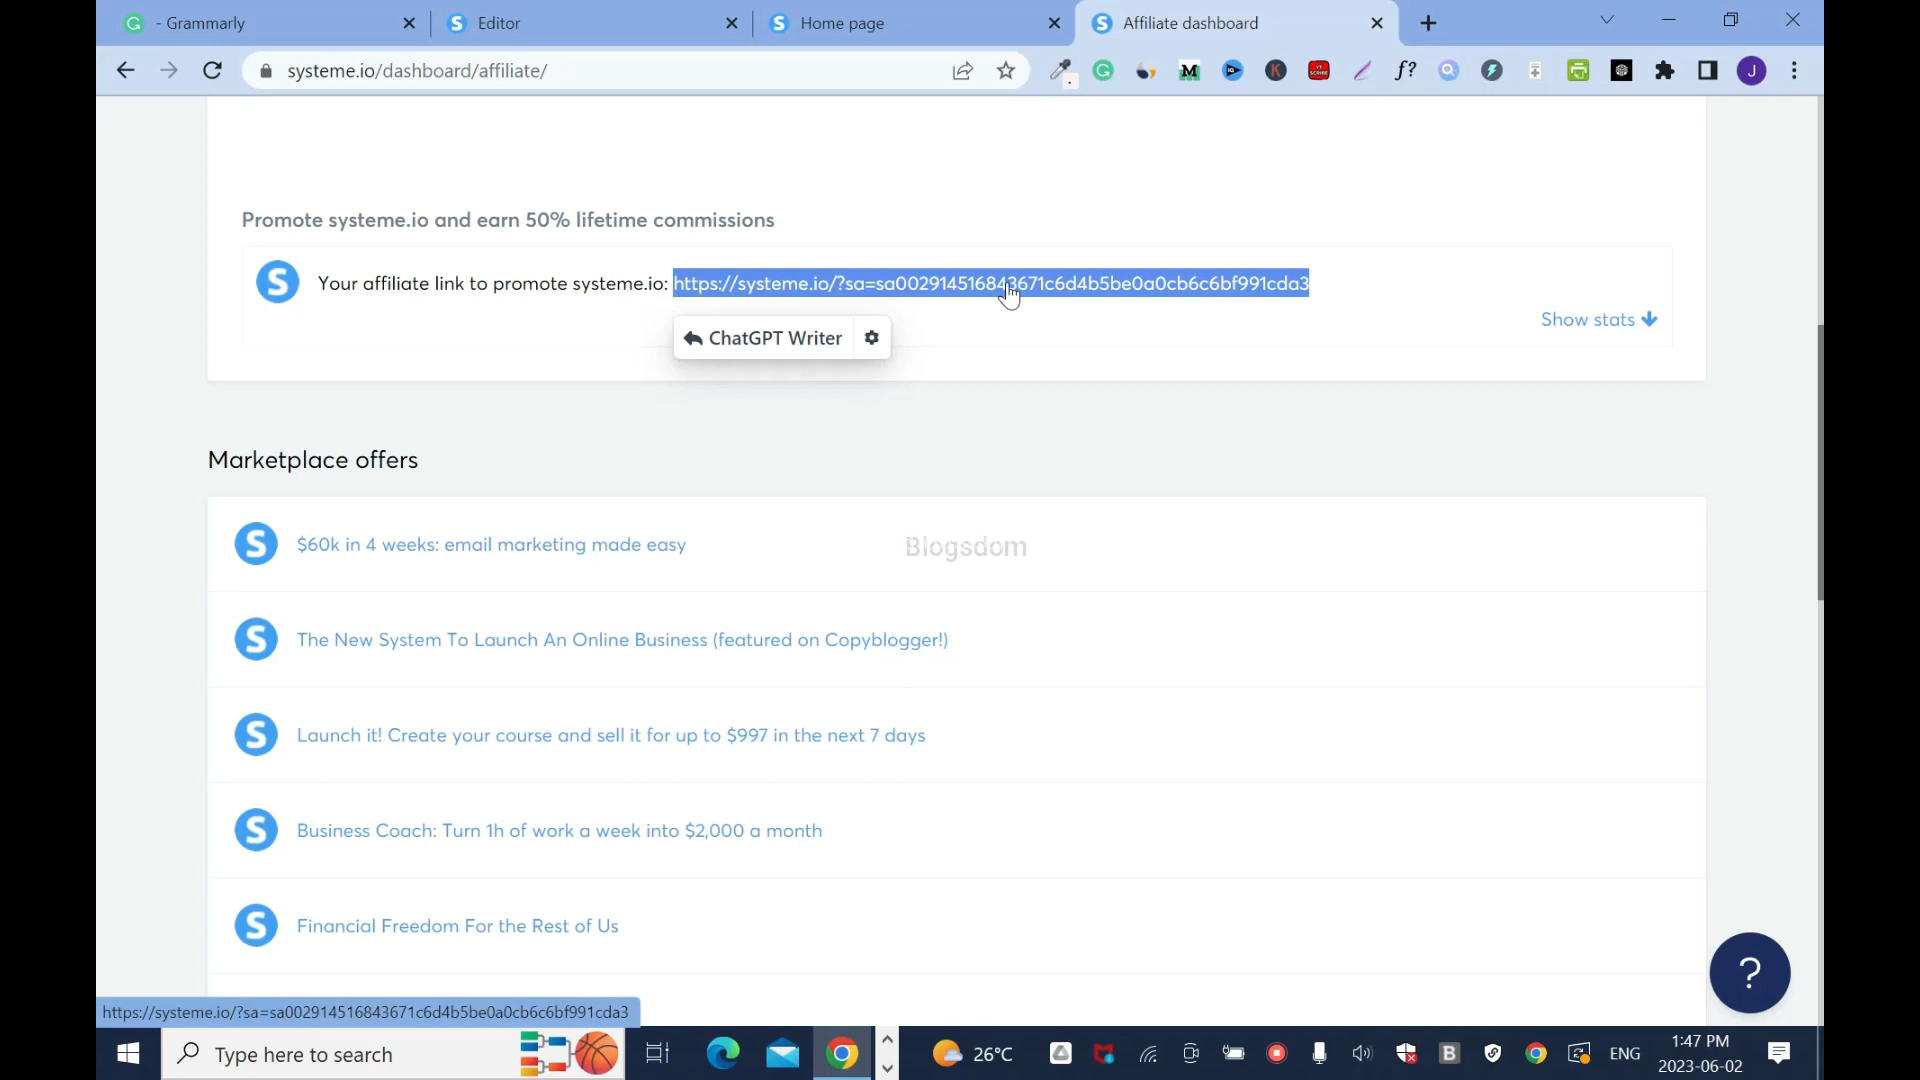 - Grammarly
Editor
Home page
Affiliate dashboard
systeme.io/dashboard/affiliate/
Promote systeme.io and earn 50% lifetime commissions
Your affiliate link to promote systeme.io: https://systeme.io/?sa=sa002914516843671c6d4b5be0a0cb6c6bf991cda3
Show stats
ChatGPT Writer
Marketplace offers
$60k in 4 weeks: email marketing made easy
Blogsdom
The New System To Launch An Online Business (featured on Copyblogger!)
Launch it! Create your course and sell it for up to $997 in the next 7 days
Business Coach: Turn 1h of work a week into $2,000 a month
Financial Freedom For the Rest of Us
?
https://systeme.io/?sa=sa002914516843671c6d4b5be0a0cb6c6bf991cda3
Type here to search
26°C
ENG
1:47 PM
2023-06-02